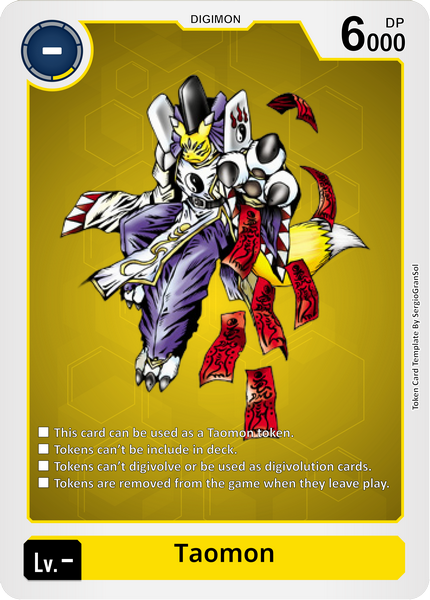 DIGIMON
-
DP
6000
■ This card can be used as a Taomon token.
■ Tokens can't be include in deck.
■ Tokens can't digivolve or be used as digivolution cards.
■ Tokens are removed from the game when they leave play.
Token Card Template By SergioGranSol
Lv.-
Taomon